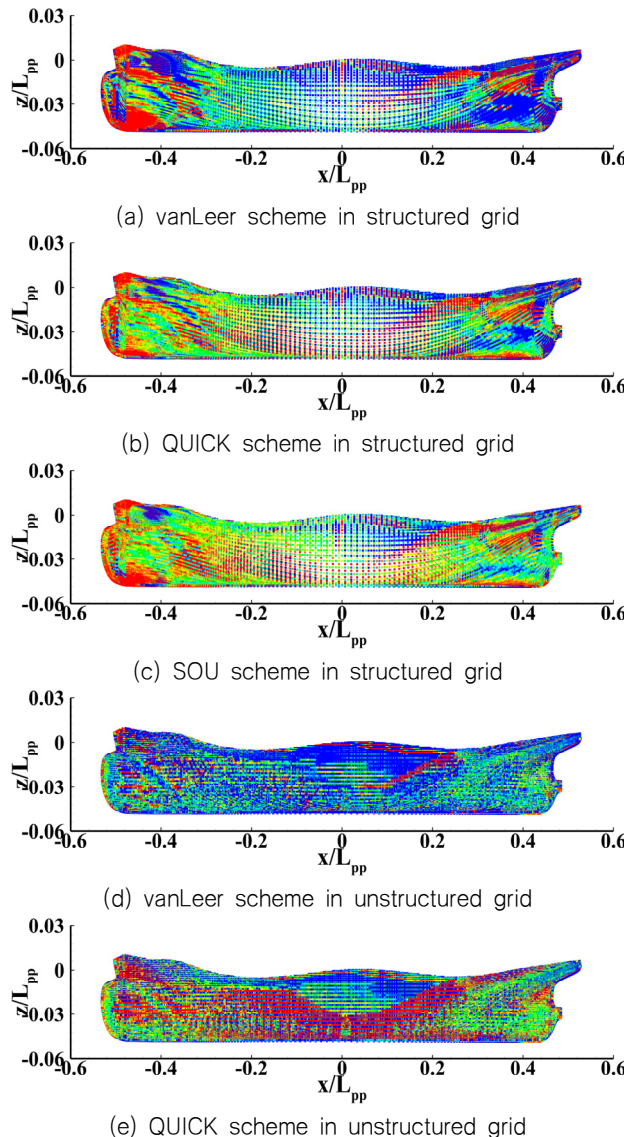 0.03
0
-0.03
-0.06
z/Lpp
-0.6 -0.4 -0.2 0 0.2 0.4 0.6
x/Lpp
(a) vanLeer scheme in structured grid
0.03
0
-0.03
-0.06
z/Lpp
-0.6 -0.4 -0.2 0 0.2 0.4 0.6
x/Lpp
(b) QUICK scheme in structured grid
0.03
0
-0.03
-0.06
z/Lpp
-0.6 -0.4 -0.2 0 0.2 0.4 0.6
x/Lpp
(c) SOU scheme in structured grid
0.03
0
-0.03
-0.06
z/Lpp
-0.6 -0.4 -0.2 0 0.2 0.4 0.6
x/Lpp
(d) vanLeer scheme in unstructured grid
0.03
0
-0.03
-0.06
z/Lpp
-0.6 -0.4 -0.2 0 0.2 0.4 0.6
x/Lpp
(e) QUICK scheme in unstructured grid